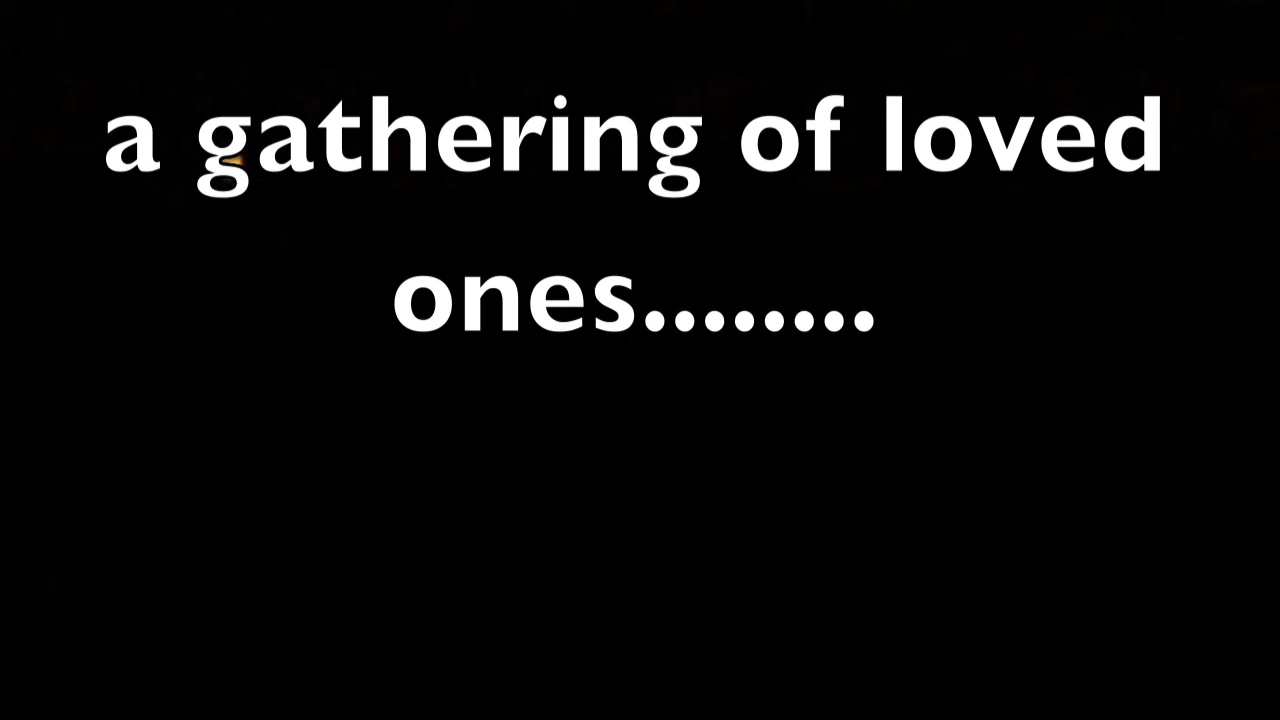 a gathering of loved
ones........